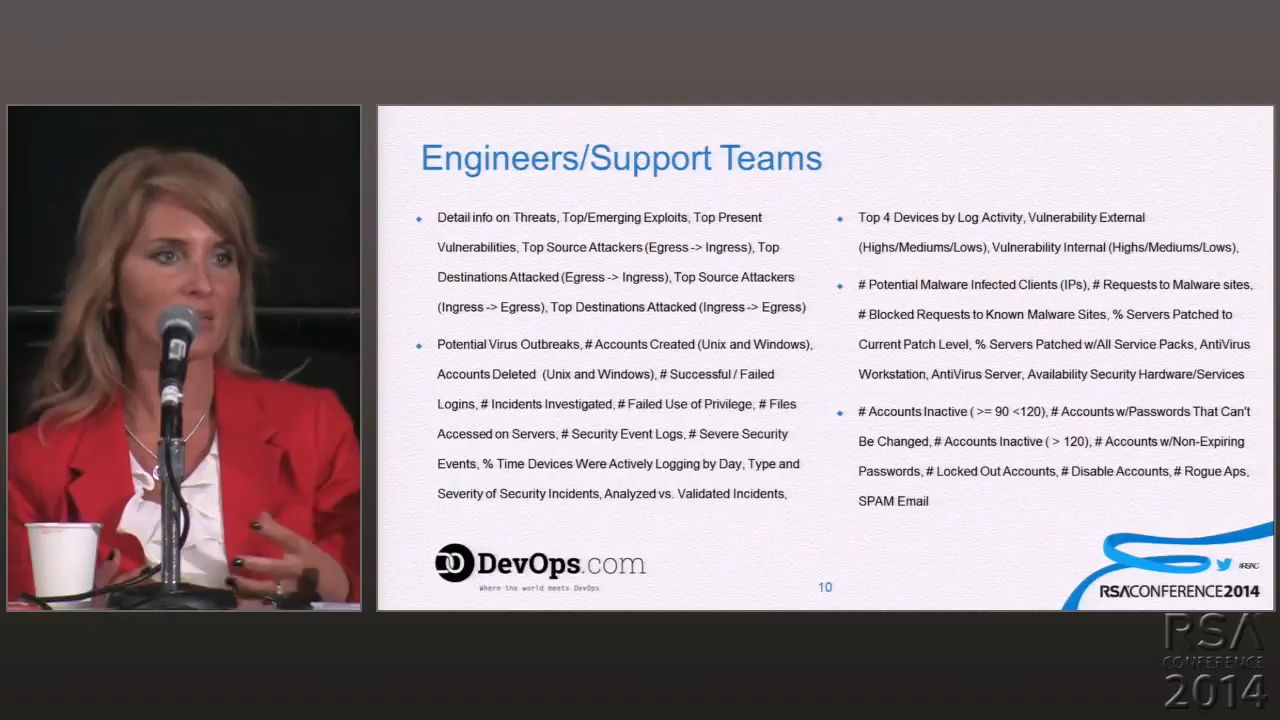 Engineers/Support Teams
Detail info on Threats, Top/Emerging Exploits, Top Present
Vulnerabilities, Top Source Attackers (Egress -> Ingress), Top
Destinations Attacked (Egress -> Ingress), Top Source Attackers
(Ingress -> Egress), Top Destinations Attacked (Ingress -> Egress)
Potential Virus Outbreaks, # Accounts Created (Unix and Windows),
Accounts Deleted (Unix and Windows), # Successful / Failed
Logins, # Incidents Investigated, # Failed Use of Privilege, # Files
Accessed on Servers, # Security Event Logs, # Severe Security
Events, % Time Devices Were Actively Logging by Day, Type and
Severity of Security Incidents, Analyzed vs. Validated Incidents,
Top 4 Devices by Log Activity, Vulnerability External
(Highs/Mediums/Lows), Vulnerability Internal (Highs/Mediums/Lows),
# Potential Malware Infected Clients (IPs), # Requests to Malware sites,
# Blocked Requests to Known Malware Sites, % Servers Patched to
Current Patch Level, % Servers Patched w/All Service Packs, AntiVirus
Workstation, AntiVirus Server, Availability Security Hardware/Services
# Accounts Inactive ( >= 90 <120), # Accounts w/Passwords That Can't
Be Changed, # Accounts Inactive ( > 120), # Accounts w/Non-Expiring
Passwords, # Locked Out Accounts, # Disable Accounts, # Rogue Aps,
SPAM Email
DevOps.com
Where the world meets DevOps
10
#RSAC
RSACONFERENCE2014
RSA
CONFERENCE
2014